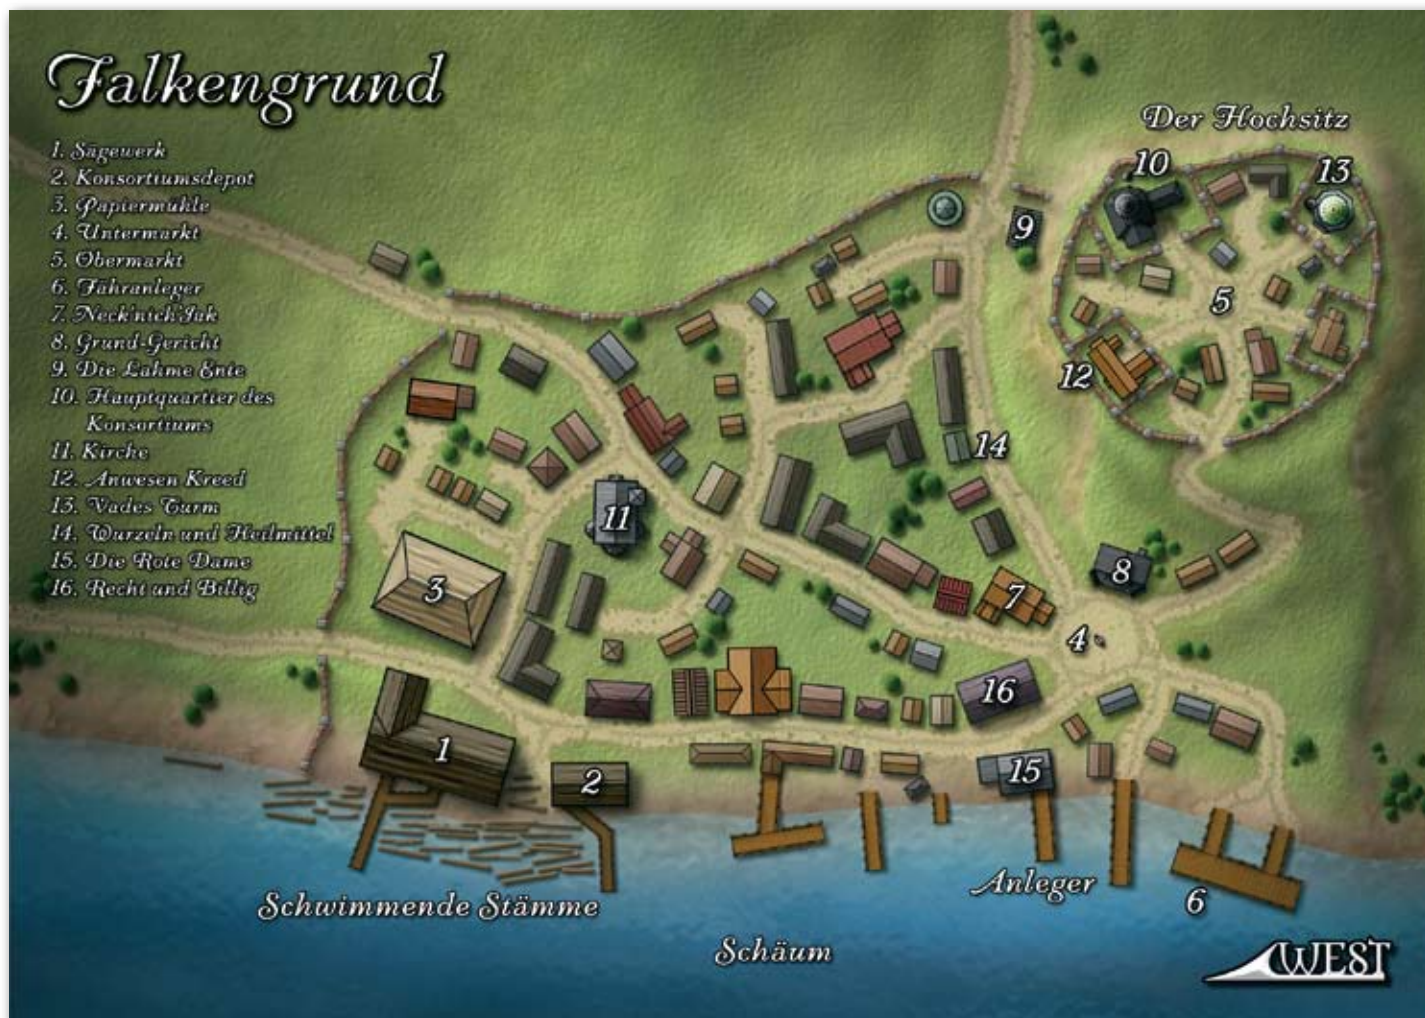 Falkengrund
1. Sägewerk
2. Konsortiumsdepot
3. Papiermühle
4. Untermarkt
5. Obermarkt
6. Fähranleger
7. Neck'nich'Jak
8. Grund-Gericht
9. Die Lahme Ente
10. Hauptquartier des
Konsortiums
11. Kirche
12. Anwesen Kreed
13. Vades Turm
14. Wurzeln und Heilmittel
15. Die Rote Dame
16. Recht und Billig
Der Hochsitz
10
13
9
5
12
14
11
8
3
7
4
16
1
15
2
Anleger
6
Schwimmende Stämme
Schäum
WEST